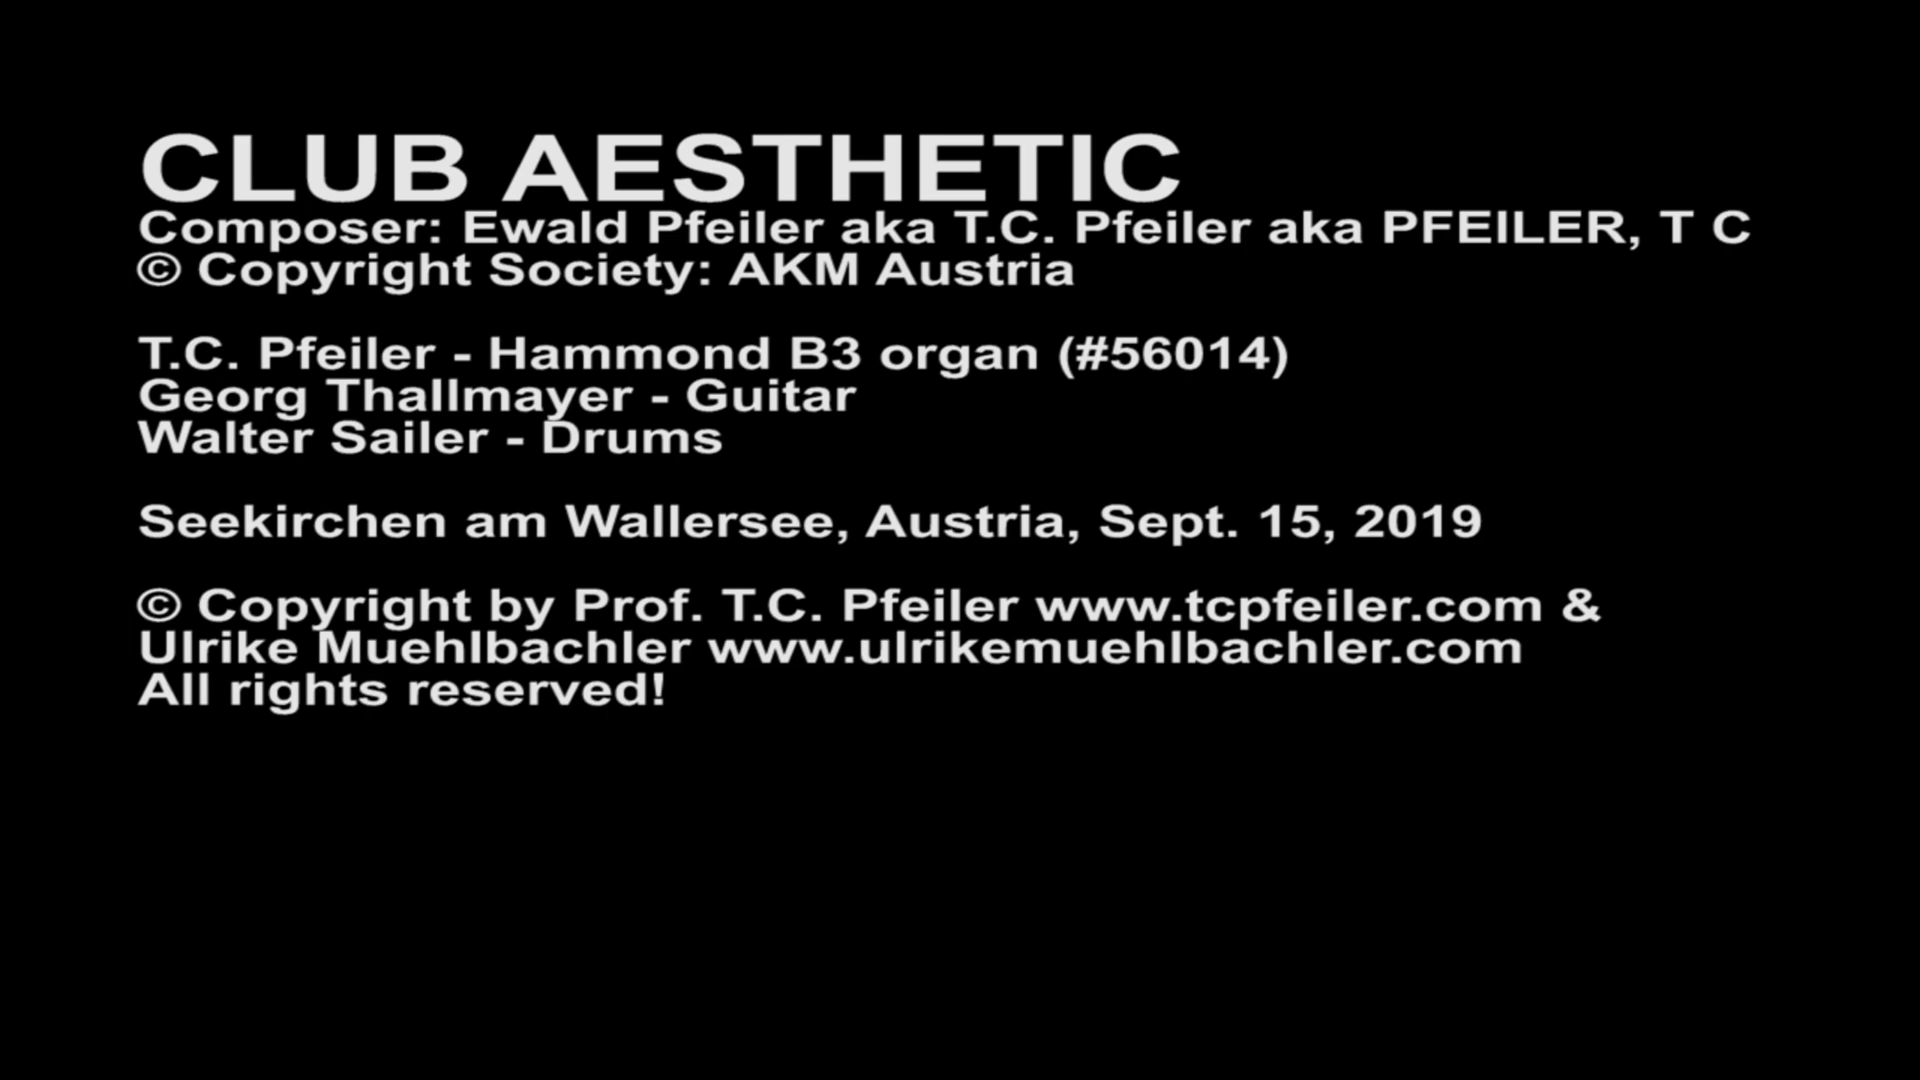 CLUB AESTHETIC
Composer: Ewald Pfeiler aka T.C. Pfeiler aka PFEILER, T C
© Copyright Society: AKM Austria
T.C. Pfeiler - Hammond B3 organ (#56014)
Georg Thallmayer - Guitar
Walter Sailer - Drums
Seekirchen am Wallersee, Austria, Sept. 15, 2019
© Copyright by Prof. T.C. Pfeiler www.tcpfeiler.com &
Ulrike Muehlbachler www.ulrikemuehlbachler.com
All rights reserved!